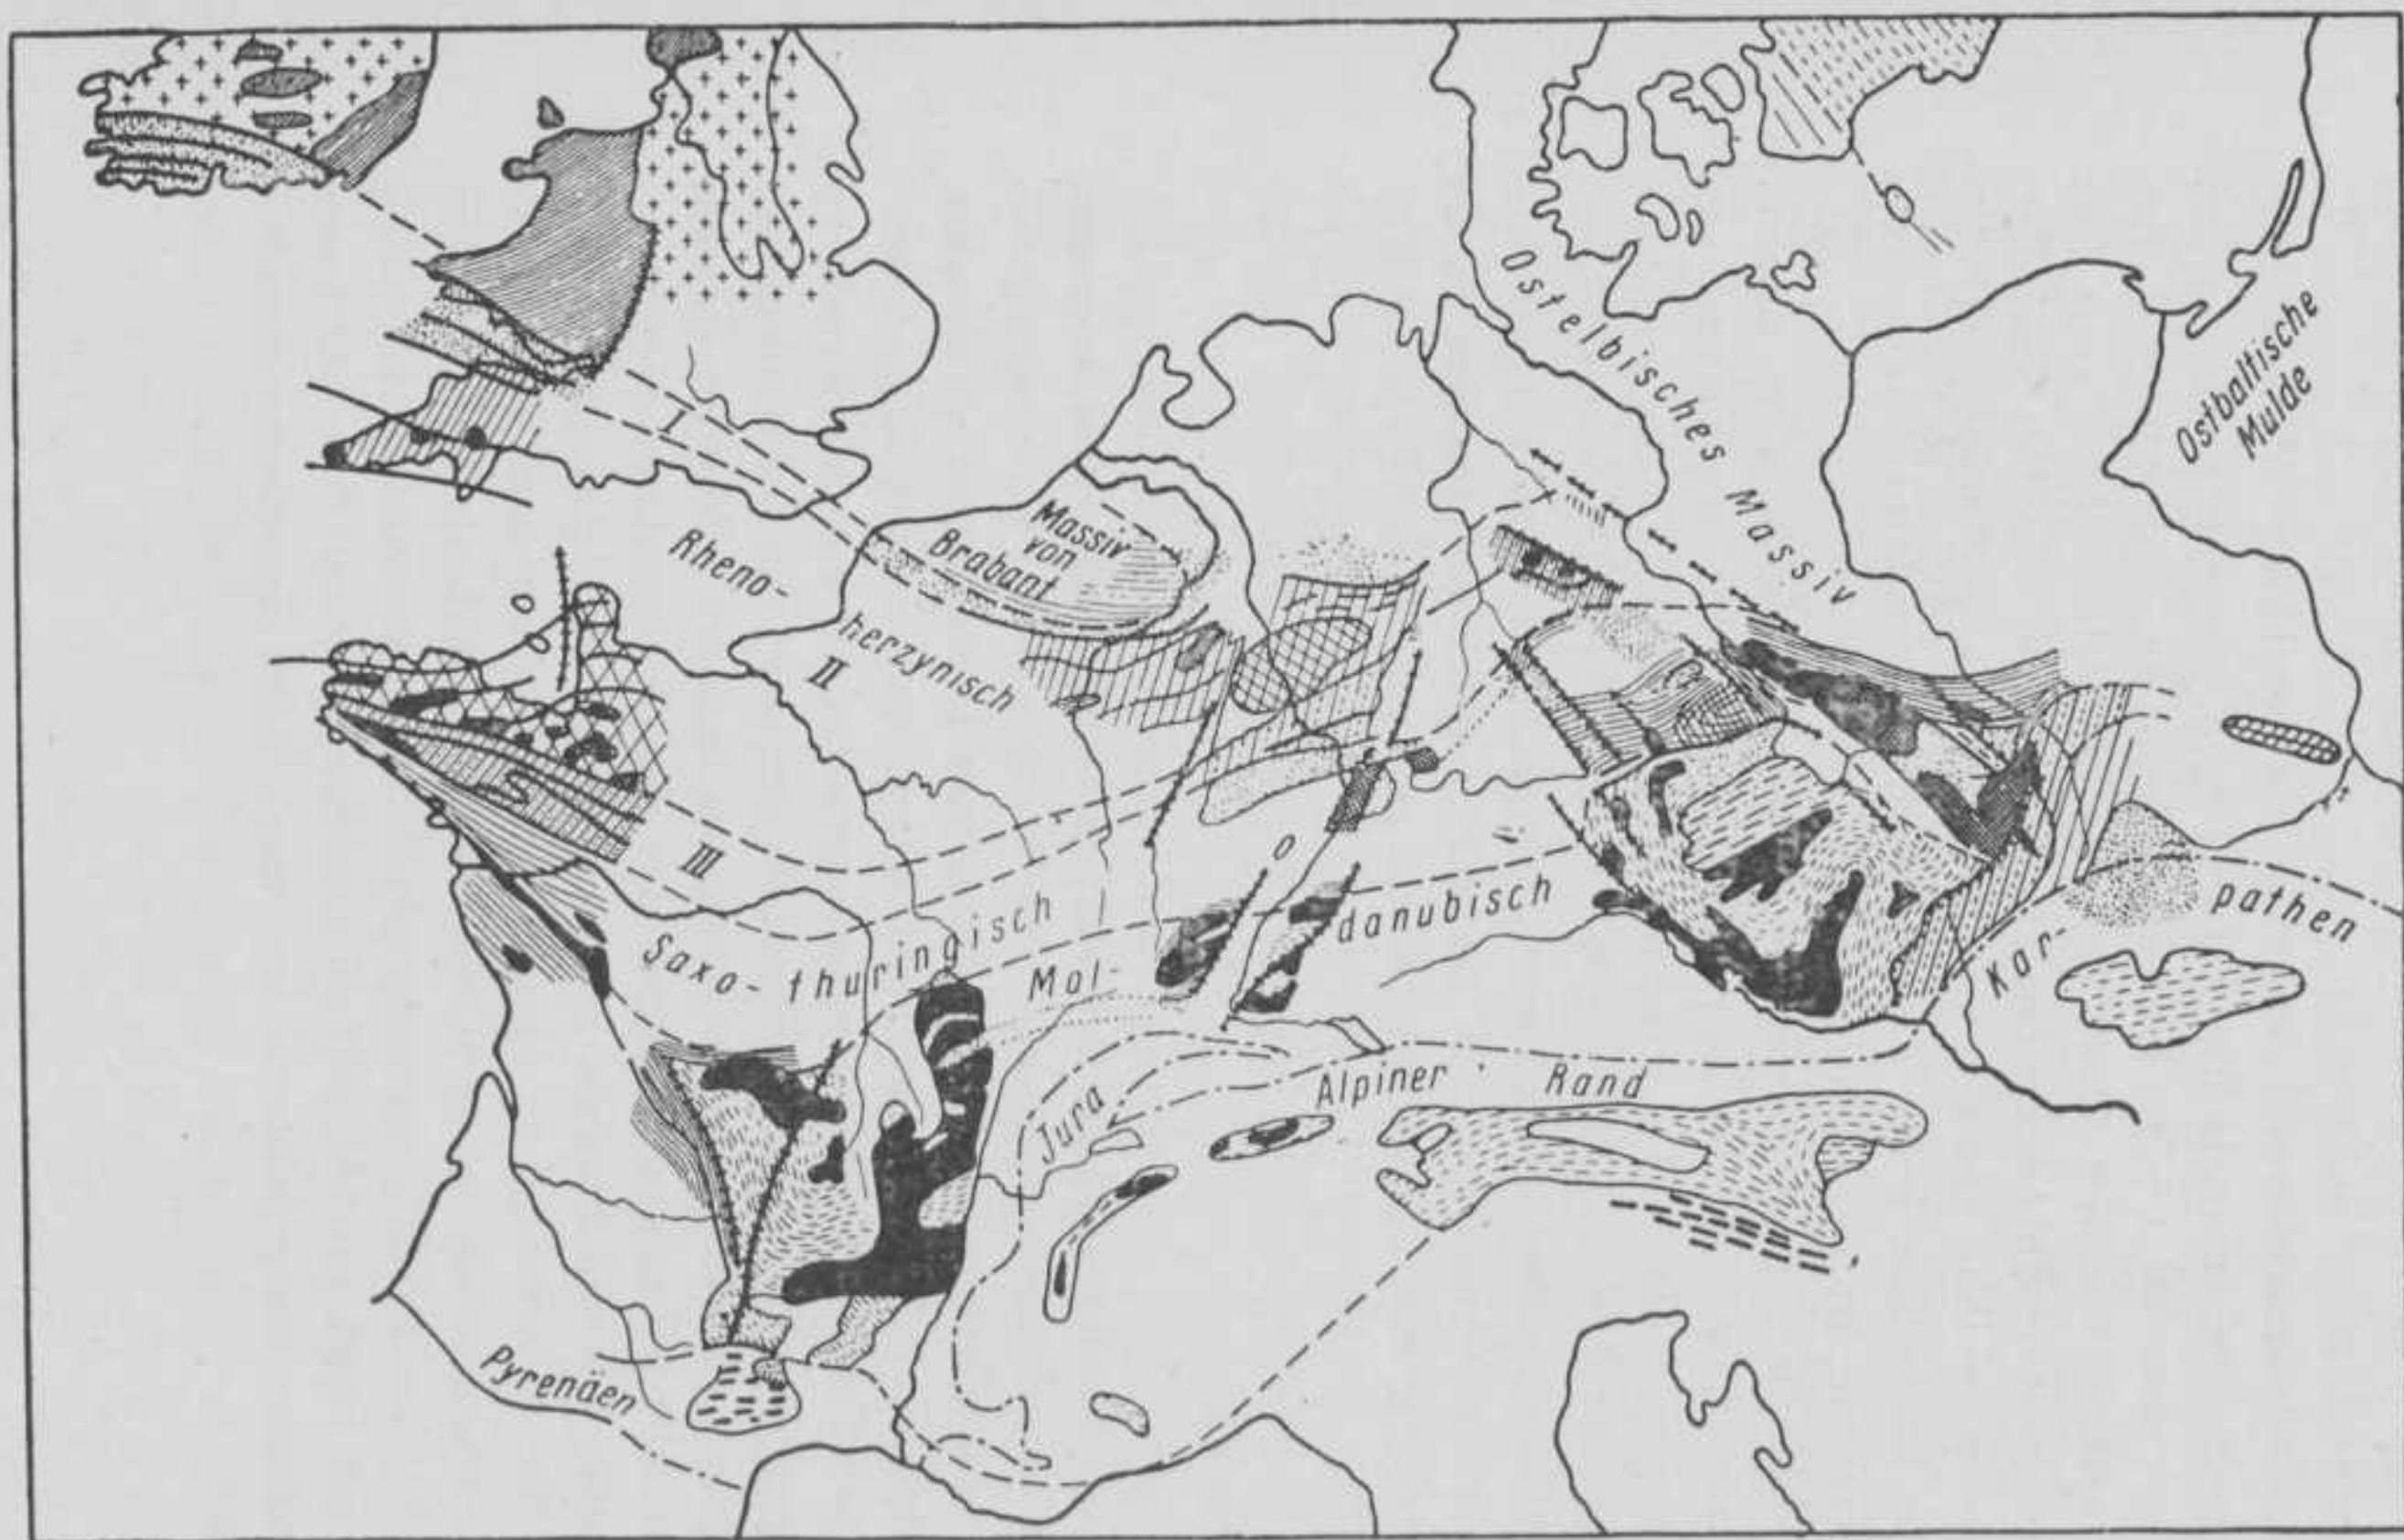 Ostelbisches Massiv
Ostbaltische
Mulde
I
Massiv
von
Brabant
Rheno-
herzynisch
II
III
Saxo- thuringisch
Mol-
danubisch
Kar-
pathen
Jura
Alpiner Rand
Pyrenäen